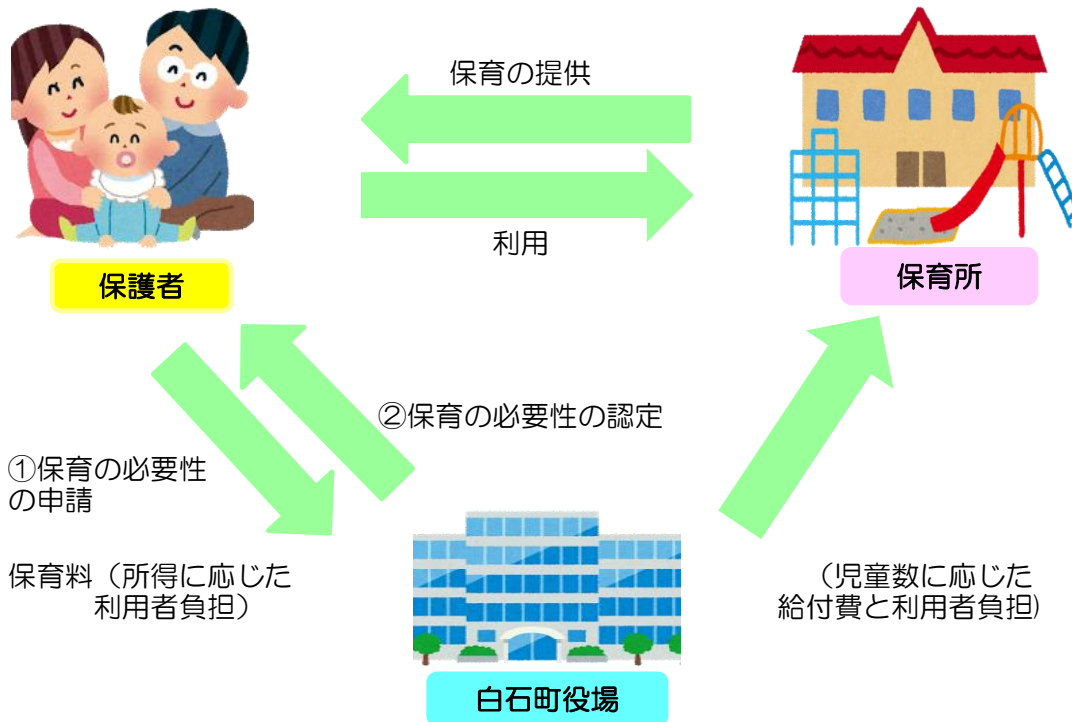 保育の提供
利用
保護者
保育所
②保育の必要性の認定
①保育の必要性
の申請
保育料（所得に応じた
利用者負担）
（児童数に応じた
給付費と利用者負担)
白石町役場